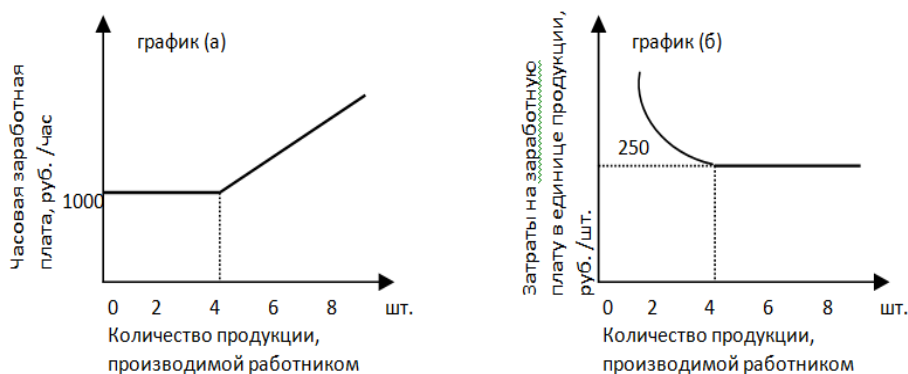 график (а)
Часовая заработная
плата, руб. /час
1000
0 2 4 6 8 шт.
Количество продукции,
производимой работником
график (б)
Затраты на заработную
плату в единице продукции,
руб. /шт.
250
0 2 4 6 8 шт.
Количество продукции,
производимой работником